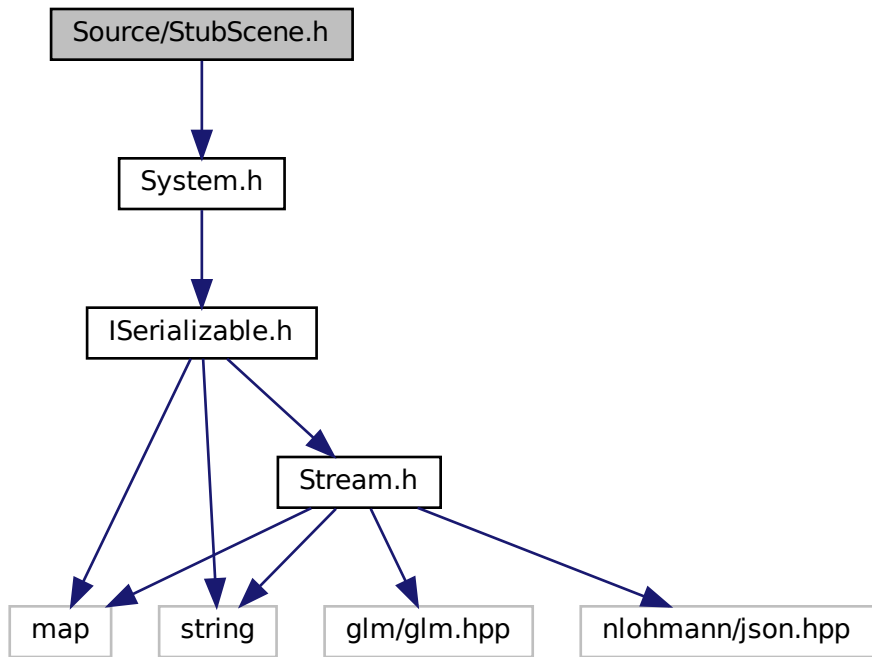 Source/StubScene.h
System.h
ISerializable.h
Stream.h
map
string
glm/glm.hpp
nlohmann/json.hpp